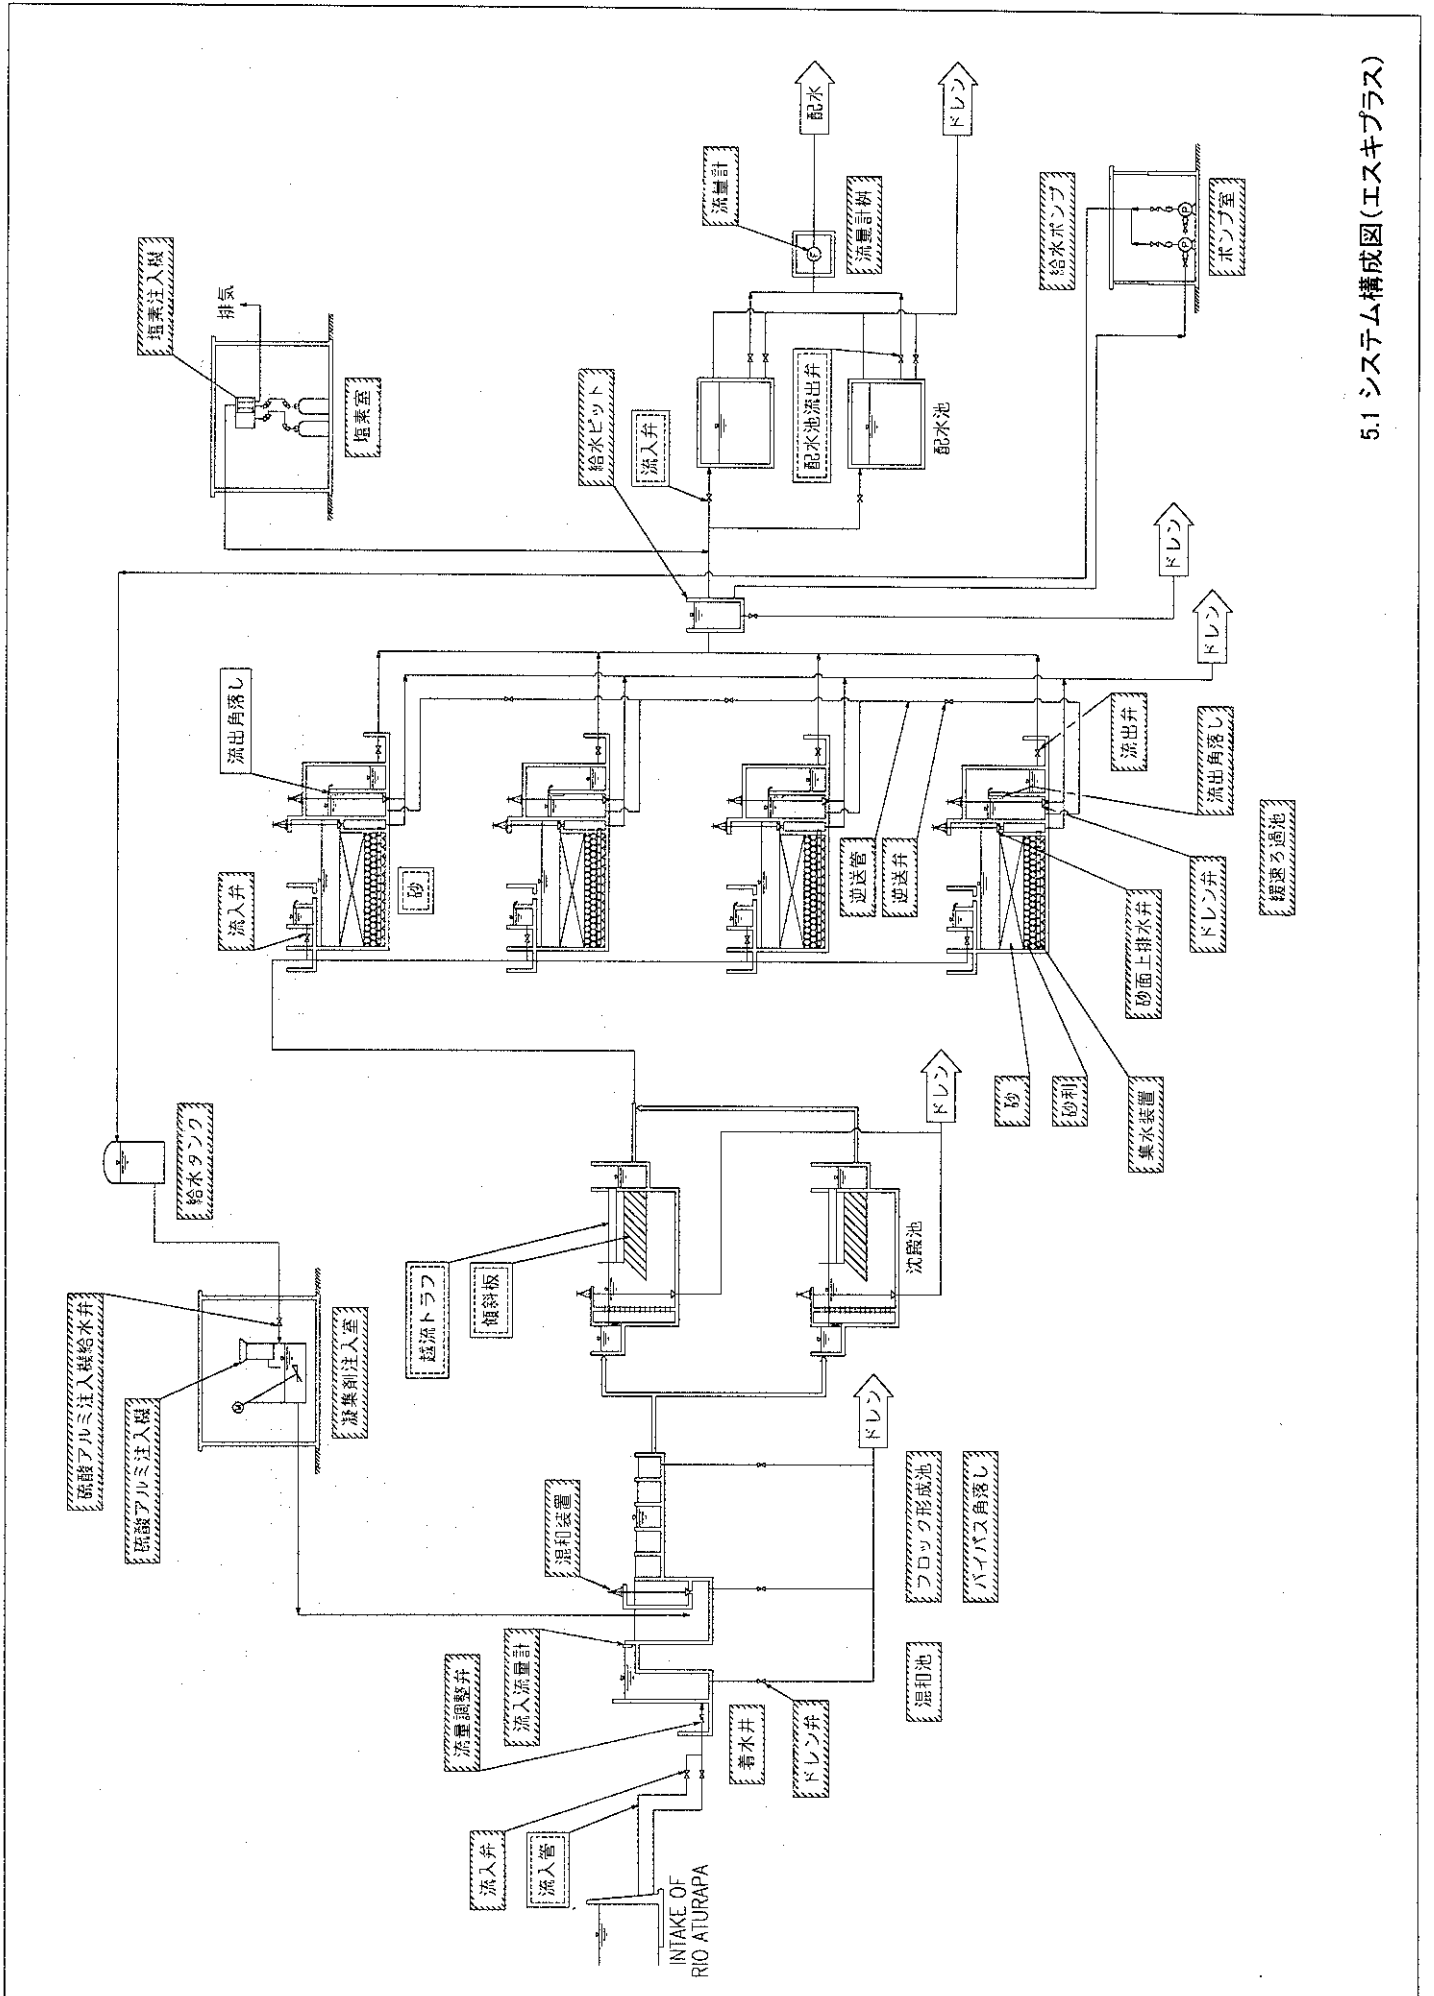 硫酸アルミ注入機給水弁
硫酸アルミ注入機
凝集剤注入室
給水タンク
塩素注入機
排気
塩素室
流入弁
流出角落し
砂
給水ピット
流入弁
流量計
流量計桝
配水
配水池流出弁
配水池
ドレン
給水ポンプ
ポンプ室
P
P
F
M
越流トラフ
傾斜板
沈殿池
ドレン
逆送管
逆送弁
流出弁
流出角落し
ドレン弁
緩速ろ過池
砂面上排水弁
砂
砂利
集水装置
ドレン
ドレン
流入弁
流入管
INTAKE OF
RIO ATURAPA
流量調整弁
流入流量計
混和装置
着水井
ドレン弁
混和池
フロック形成池
バイパス角落し
ドレン
5.1 システム構成図(エスキプラス)